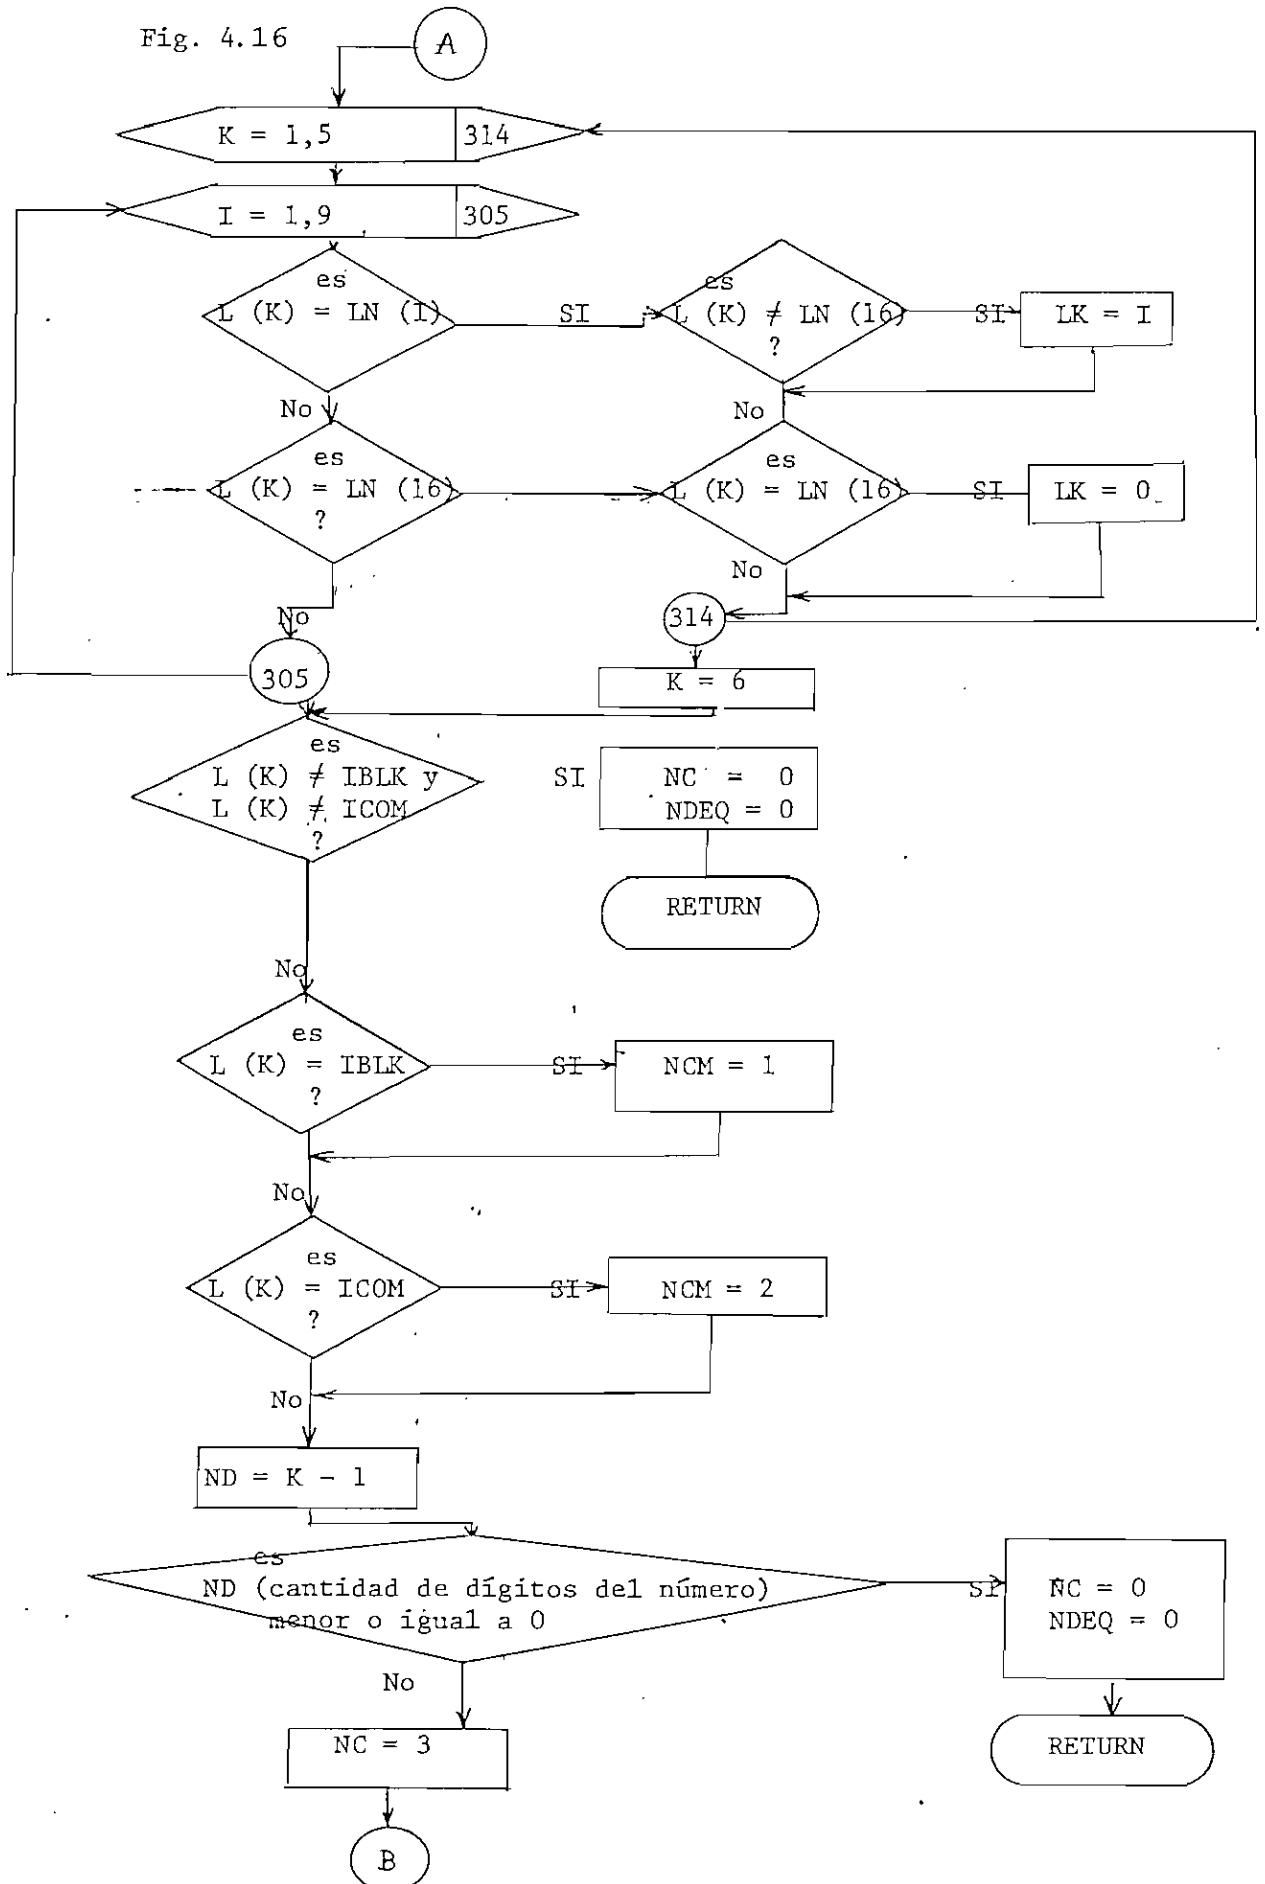 Fig. 4.16
A
K = 1,5
314
I = 1,9
305
es
L (K) = LN (I)
SI
es
L (K) ≠ LN (16)
?
SI
LK = I
No
No
es
L (K) = LN (16)
?
es
L (K) = LN (16)
SI
LK = 0
No
No
314
305
K = 6
es
L (K) ≠ IBLK y
L (K) ≠ ICOM
?
SI
NC = 0
NDEQ = 0
RETURN
No
es
L (K) = IBLK
?
SI
NCM = 1
No
es
L (K) = ICOM
?
SI
NCM = 2
No
ND = K - 1
es
ND (cantidad de dígitos del número)
menor o igual a 0
SI
NC = 0
NDEQ = 0
No
NC = 3
RETURN
B